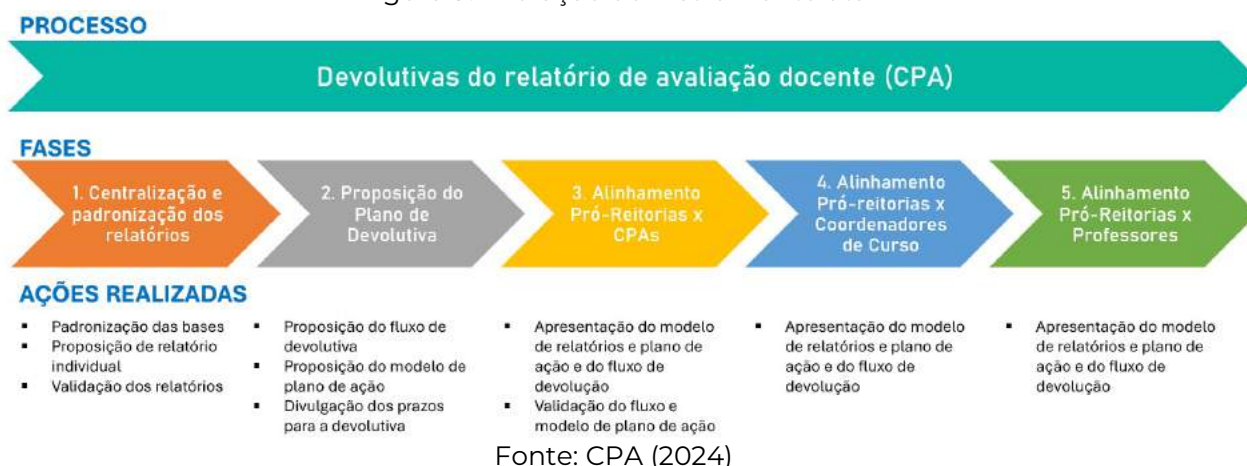 PROCESSO
Devolutivas do relatório de avaliação docente (CPA)
FASES
1. Centralização e
padronização dos
relatórios
2. Proposição do
Plano de
Devolutiva
3. Alinhamento
Pró-Reitorias x
CPAs
4. Alinhamento
Pró-reitorias x
Coordenadores
de Curso
5. Alinhamento
Pró-Reitorias x
Professores
AÇÕES REALIZADAS
▪ Padronização das bases
▪ Proposição de relatório
individual
▪ Validação dos relatórios
▪ Proposição do fluxo de
devolutiva
▪ Proposição do modelo de
plano de ação
▪ Divulgação dos prazos
para a devolutiva
▪ Apresentação do modelo
de relatórios e plano de
ação e do fluxo de
devolução
▪ Validação do fluxo e
modelo de plano de ação
▪ Apresentação do modelo
de relatórios e plano de
ação e do fluxo de
devolução
▪ Apresentação do modelo
de relatórios e plano de
ação e do fluxo de
devolução
Fonte: CPA (2024)